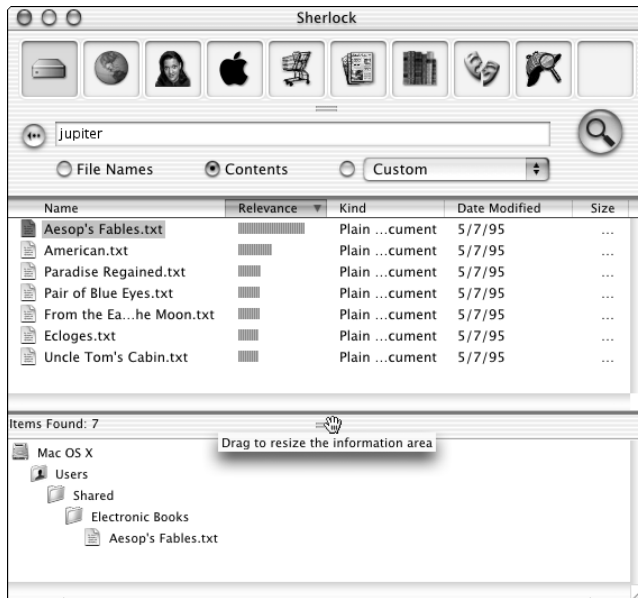 Sherlock
jupiter
File Names Contents Custom
Name Relevance Kind Date Modified Size
Aesop's Fables.txt Plain ...cument 5/7/95 ...
American.txt Plain ...cument 5/7/95 ...
Paradise Regained.txt Plain ...cument 5/7/95 ...
Pair of Blue Eyes.txt Plain ...cument 5/7/95 ...
From the Ea...he Moon.txt Plain ...cument 5/7/95 ...
Ecloges.txt Plain ...cument 5/7/95 ...
Uncle Tom's Cabin.txt Plain ...cument 5/7/95 ...
Items Found: 7
Drag to resize the information area
Mac OS X
Users
Shared
Electronic Books
Aesop's Fables.txt